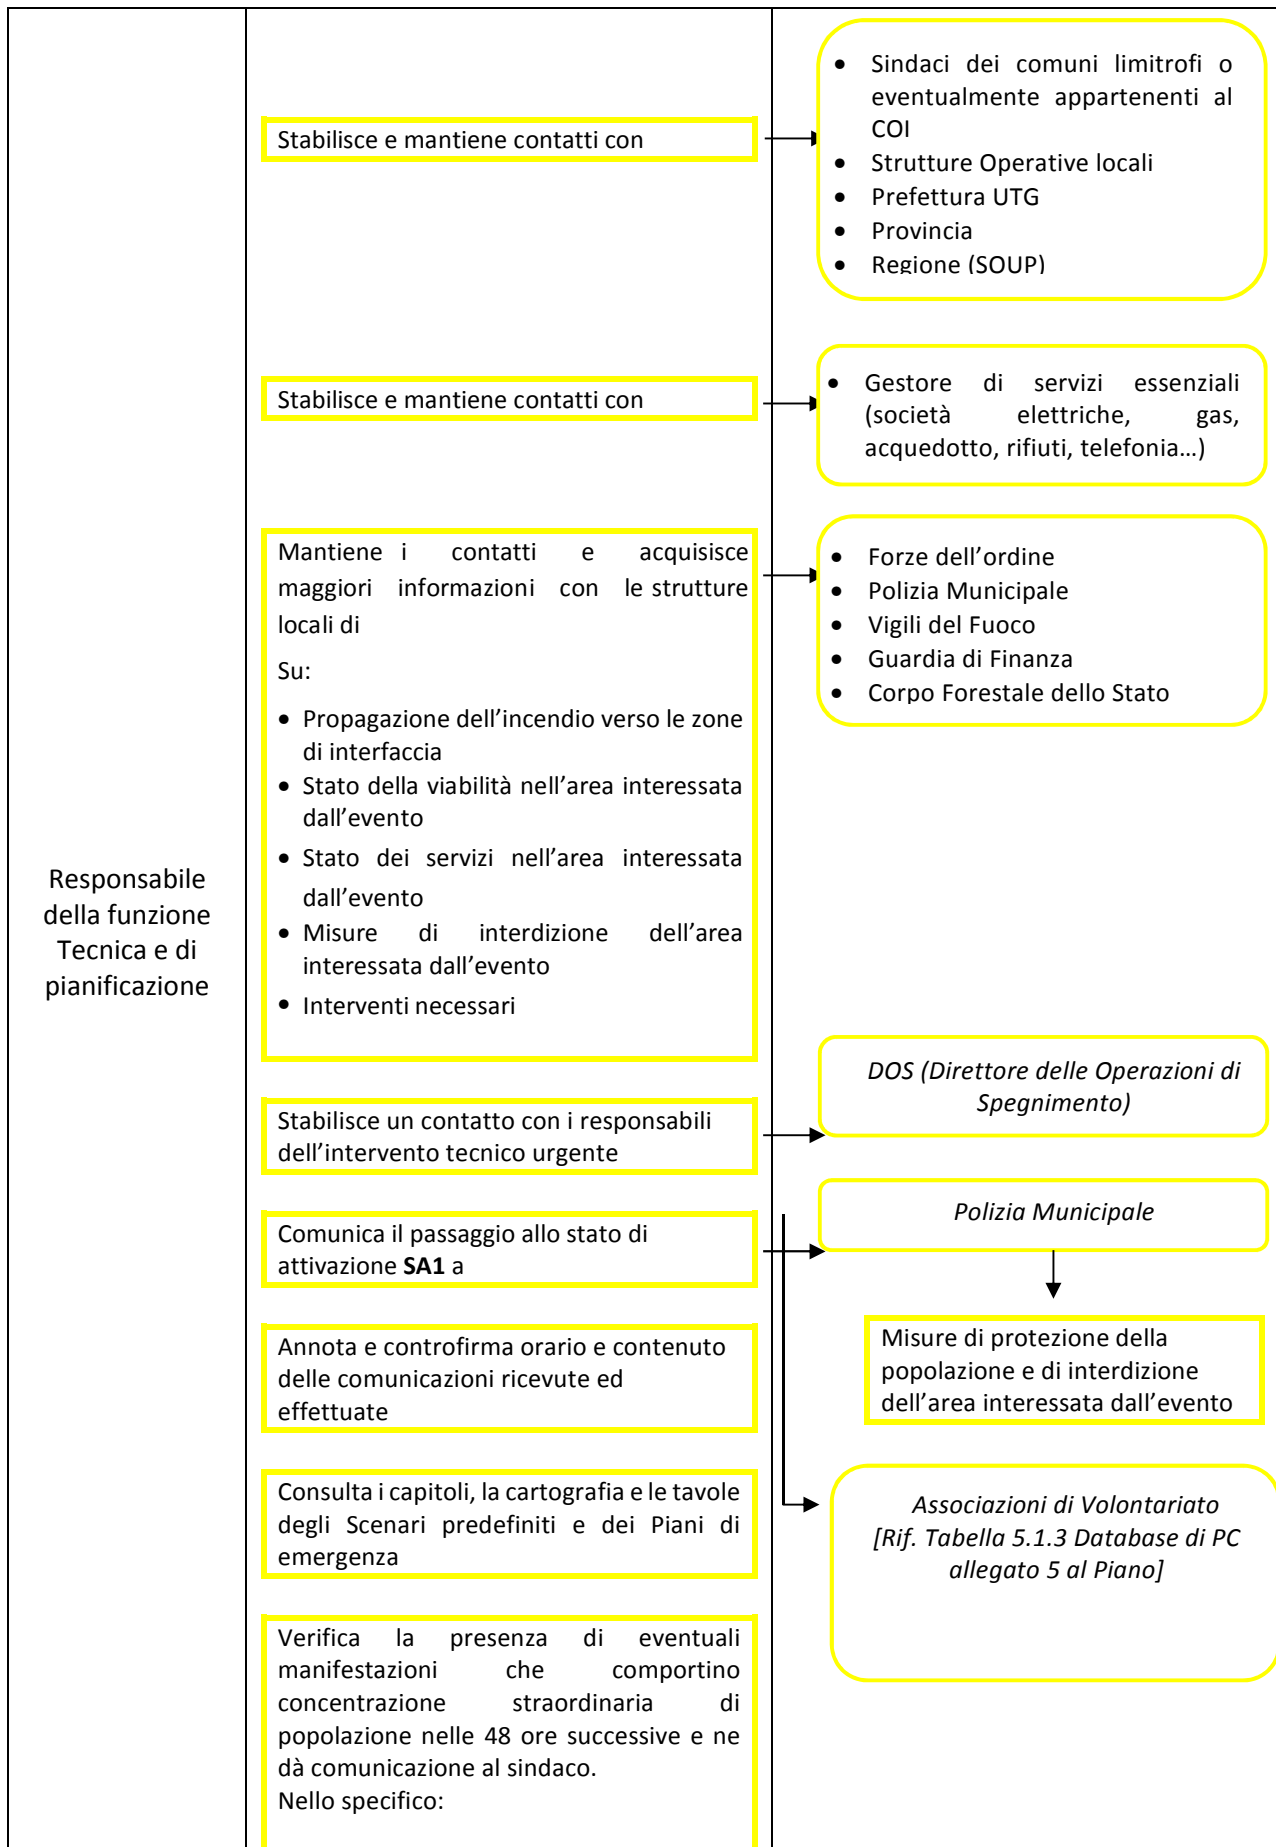 Responsabile
della funzione
Tecnica e di
pianificazione
Stabilisce e mantiene contatti con
• Sindaci dei comuni limitrofi o
eventualmente appartenenti al
COI
• Strutture Operative locali
• Prefettura UTG
• Provincia
• Regione (SOUP)
Stabilisce e mantiene contatti con
• Gestore di servizi essenziali
(società elettriche, gas,
acquedotto, rifiuti, telefonia…)
Mantiene i contatti e acquisisce
maggiori informazioni con le strutture
locali di
Su:
• Propagazione dell’incendio verso le zone
di interfaccia
• Stato della viabilità nell’area interessata
dall’evento
• Stato dei servizi nell’area interessata
dall’evento
• Misure di interdizione dell’area
interessata dall’evento
• Interventi necessari
• Forze dell’ordine
• Polizia Municipale
• Vigili del Fuoco
• Guardia di Finanza
• Corpo Forestale dello Stato
Stabilisce un contatto con i responsabili
dell’intervento tecnico urgente
DOS (Direttore delle Operazioni di
Spegnimento)
Comunica il passaggio allo stato di
attivazione SA1 a
Polizia Municipale
Misure di protezione della
popolazione e di interdizione
dell’area interessata dall’evento
Annota e controfirma orario e contenuto
delle comunicazioni ricevute ed
effettuate
Consulta i capitoli, la cartografia e le tavole
degli Scenari predefiniti e dei Piani di
emergenza
Associazioni di Volontariato
[Rif. Tabella 5.1.3 Database di PC
allegato 5 al Piano]
Verifica la presenza di eventuali
manifestazioni che comportino
concentrazione straordinaria di
popolazione nelle 48 ore successive e ne
dà comunicazione al sindaco.
Nello specifico: